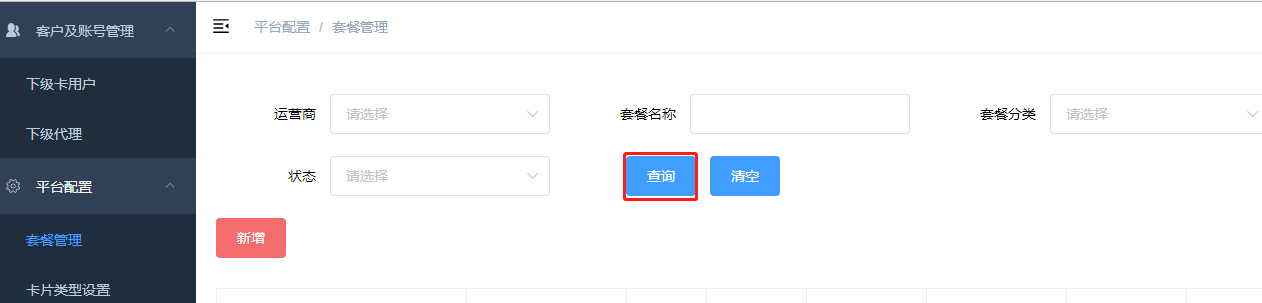 客户及账号管理
下级卡用户
下级代理
平台配置
套餐管理
卡片类型设置
平台配置 / 套餐管理
运营商 请选择 套餐名称 套餐分类 请选择
状态 请选择 查询 清空
新增